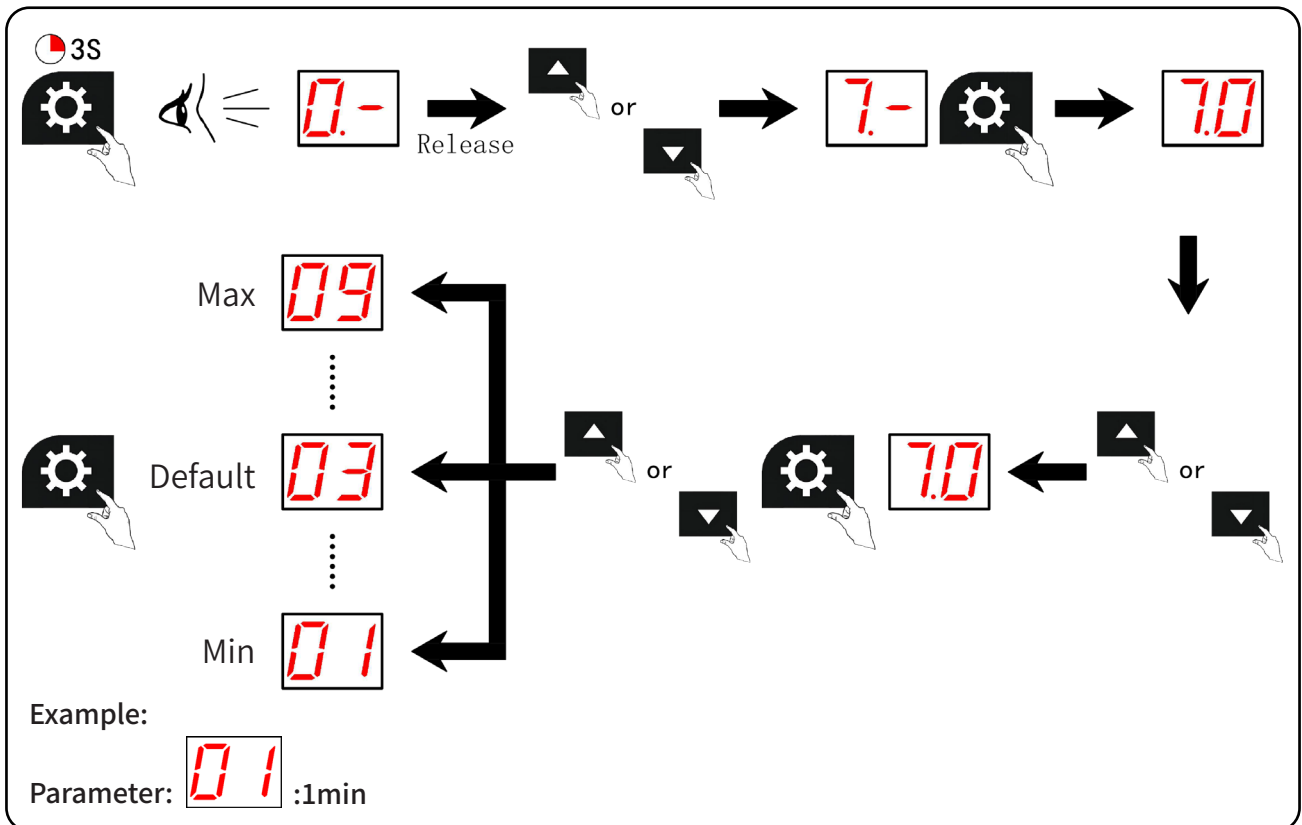 3S
0.-
Release
or
7.-
7.0
Max
09
or
7.0
or
Default
03
Min
01
Example:
Parameter: 01 :1min